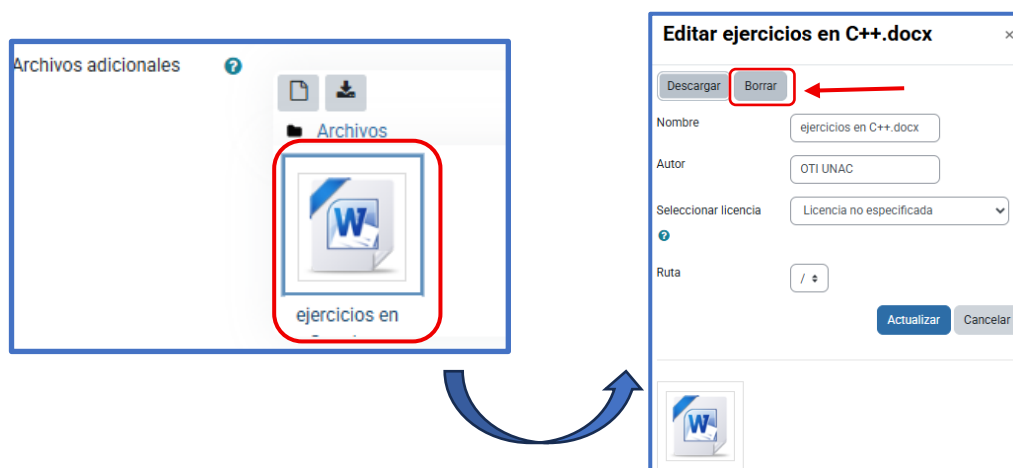 Archivos adicionales
Archivos
W
ejercicios en
Editar ejercicios en C++.docx
×
Descargar Borrar
Nombre ejercicios en C++.docx
Autor OTI UNAC
Seleccionar licencia Licencia no especificada
Ruta /
Actualizar Cancelar
W